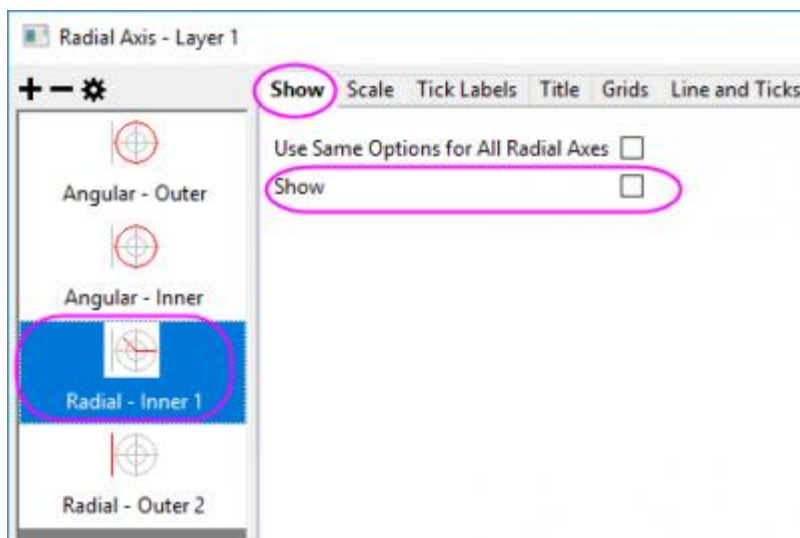 Radial Axis - Layer 1
Show Scale Tick Labels Title Grids Line and Ticks
Angular - Outer
Angular - Inner
Radial - Inner 1
Radial - Outer 2
Use Same Options for All Radial Axes
Show